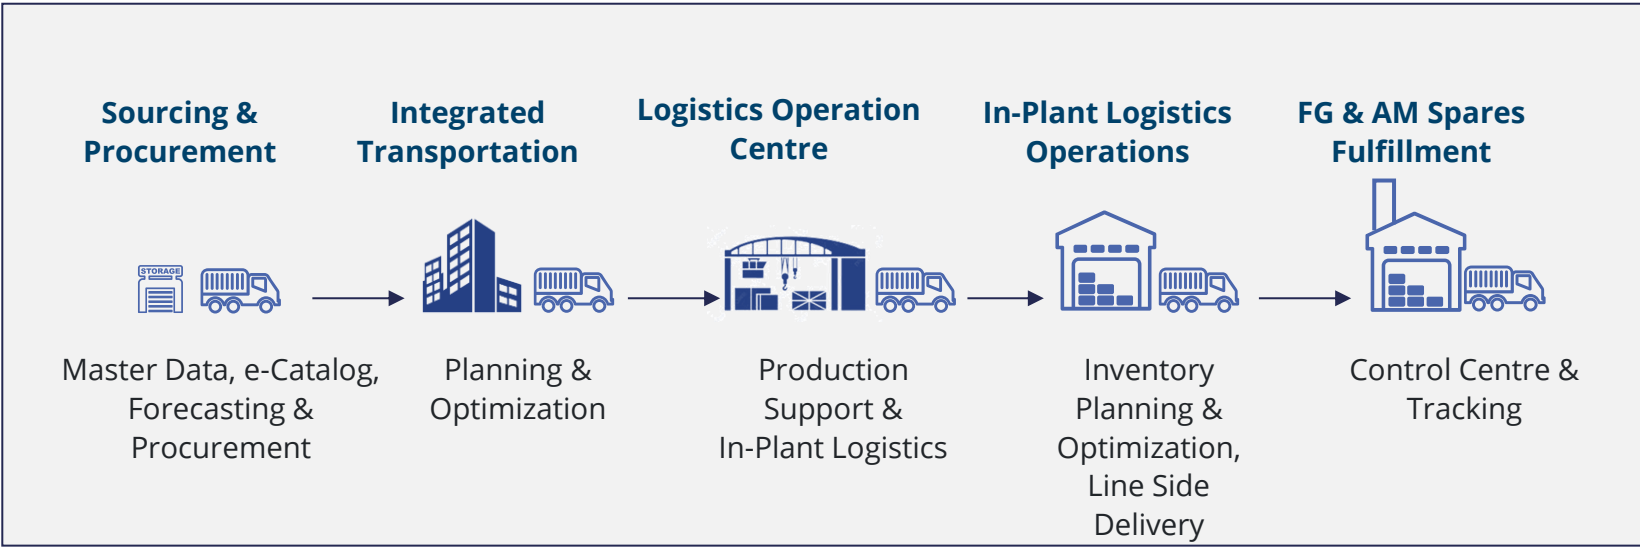 Sourcing &
Procurement
Integrated
Transportation
Logistics Operation
Centre
In-Plant Logistics
Operations
FG & AM Spares
Fulfillment
STORAGE
Master Data, e-Catalog,
Forecasting &
Procurement
Planning &
Optimization
Production
Support &
In-Plant Logistics
Inventory
Planning &
Optimization,
Line Side
Delivery
Control Centre &
Tracking